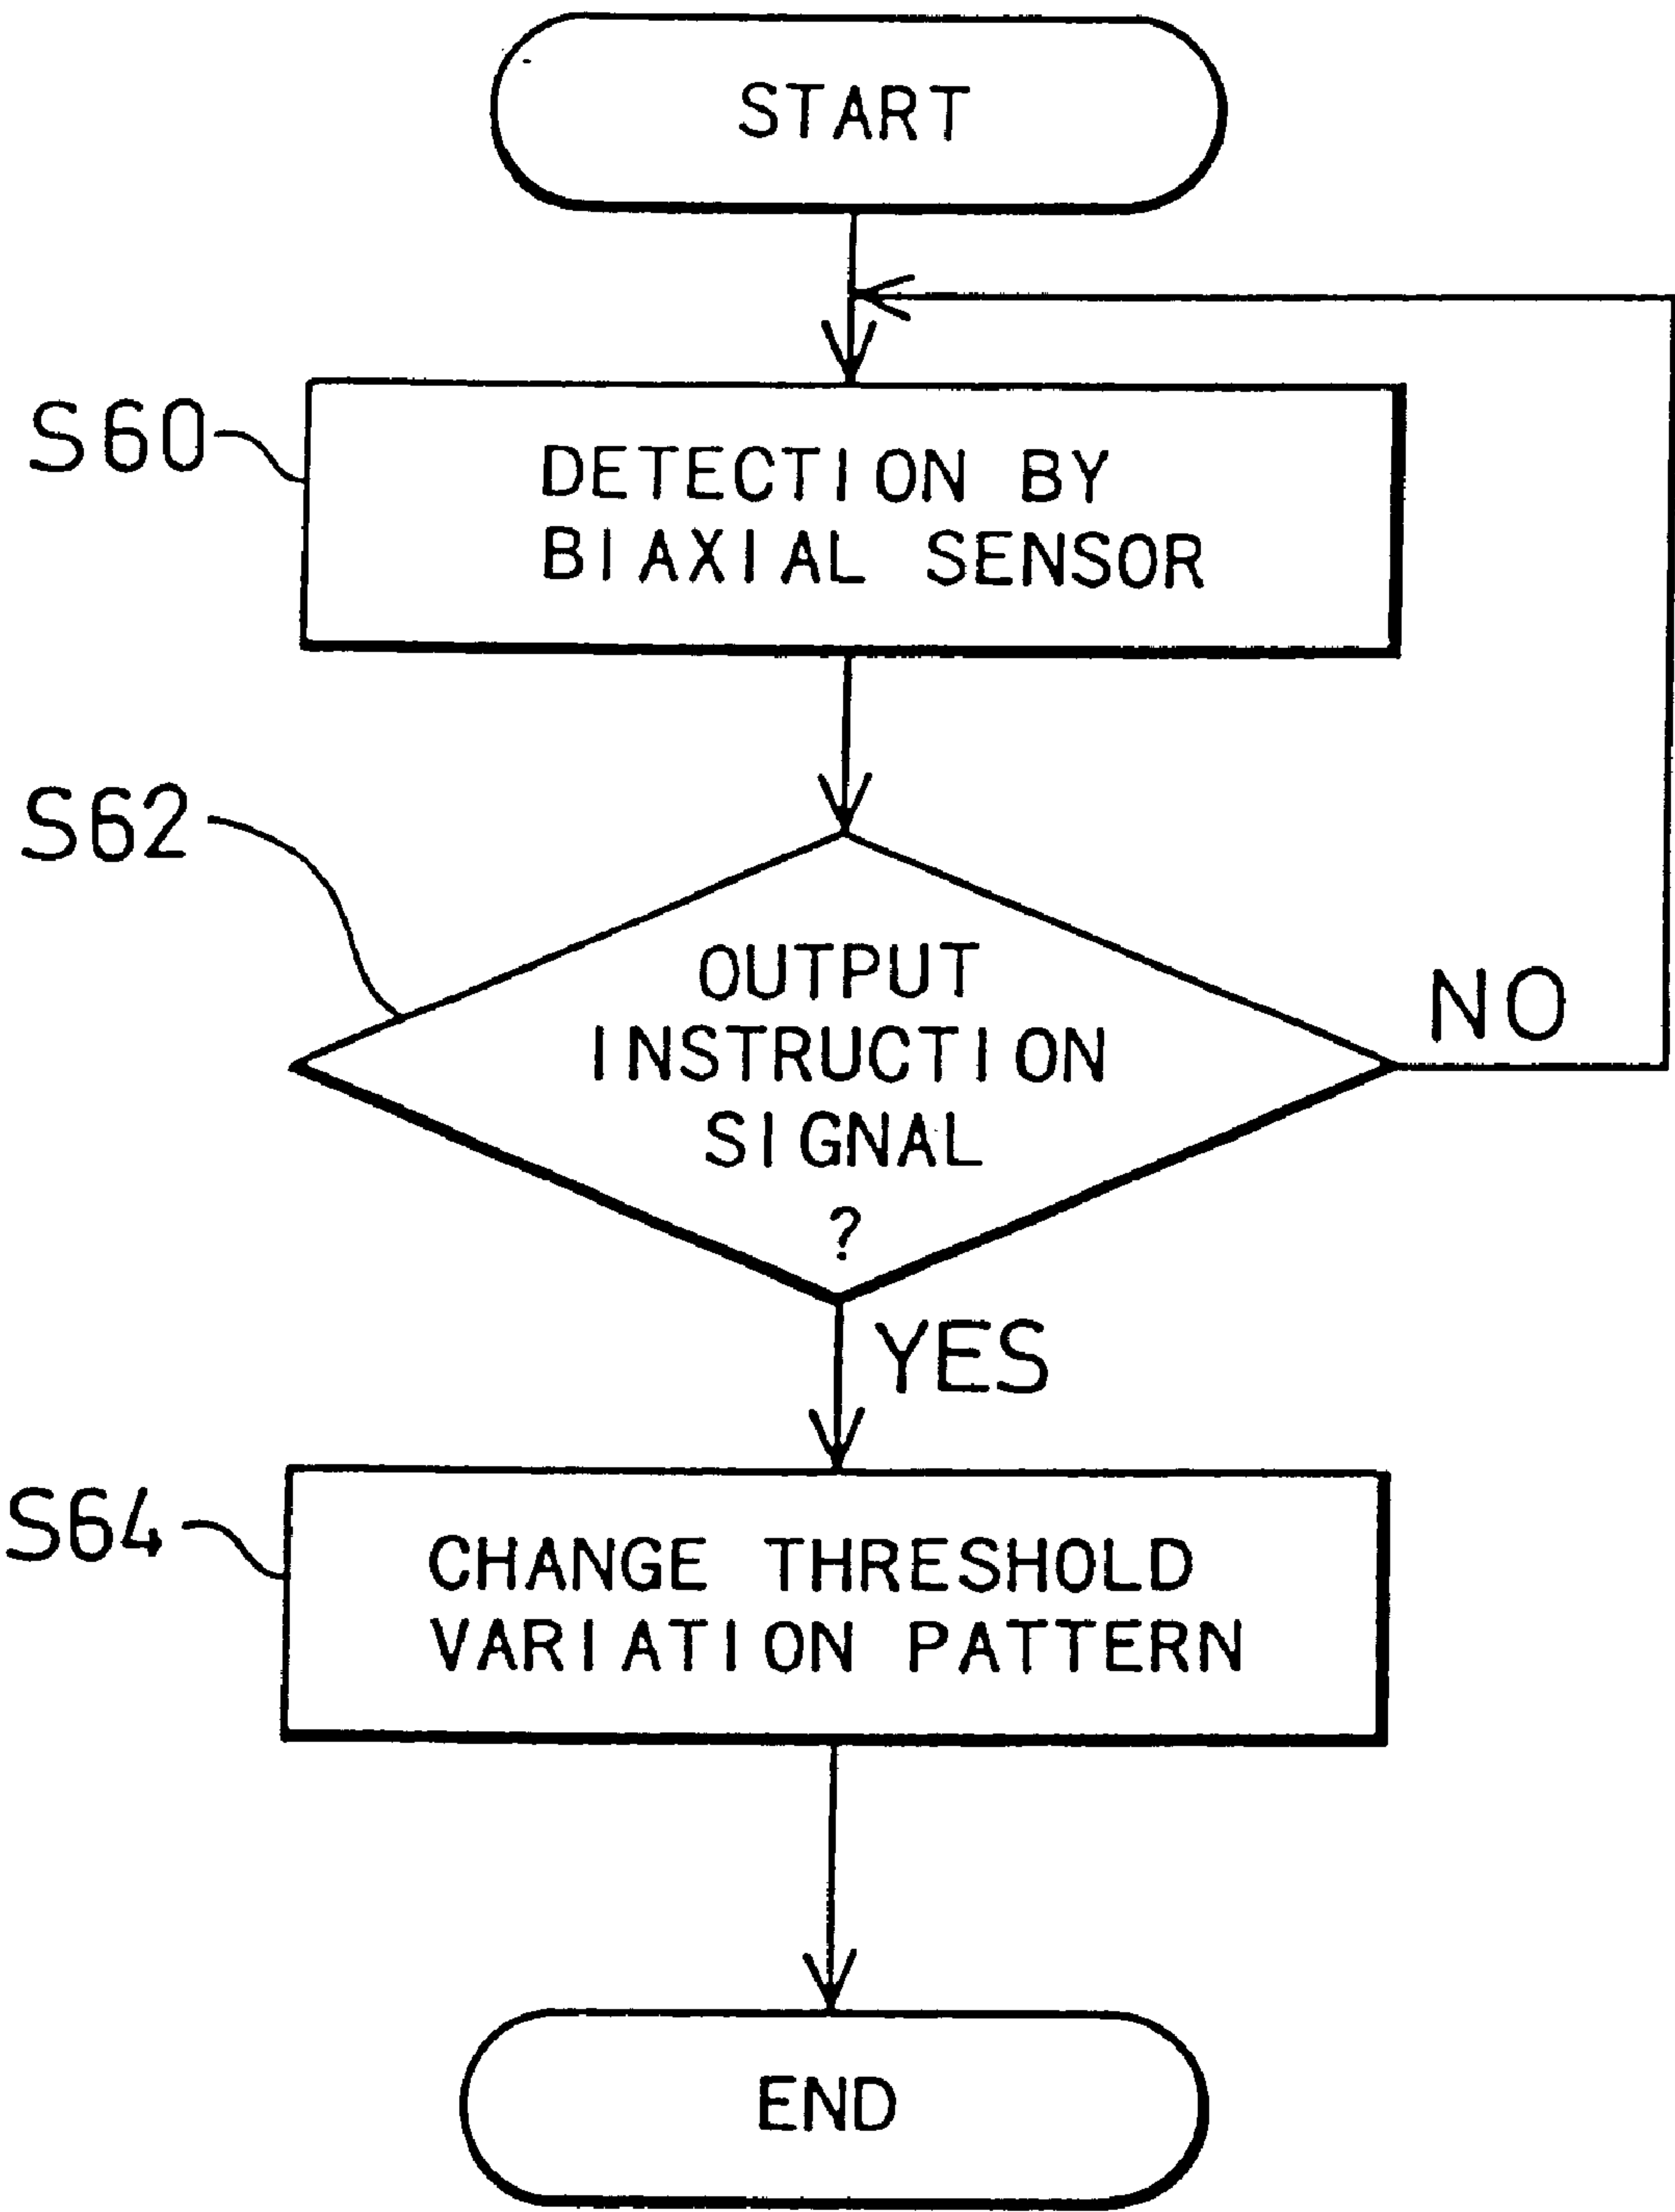 START
S60
DETECTION BY
BIAXIAL SENSOR
S62
OUTPUT
INSTRUCTION
SIGNAL
?
NO
YES
S64
CHANGE THRESHOLD
VARIATION PATTERN
END